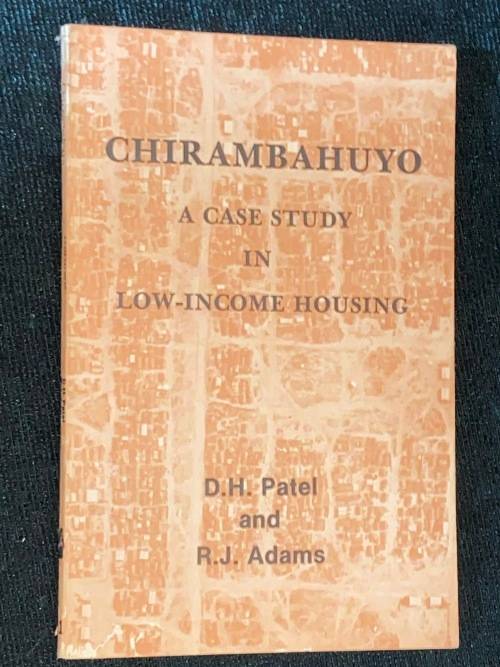 CHIRAMBAHUYO
A CASE STUDY
IN
LOW-INCOME HOUSING
D.H. Patel
and
R.J. Adams